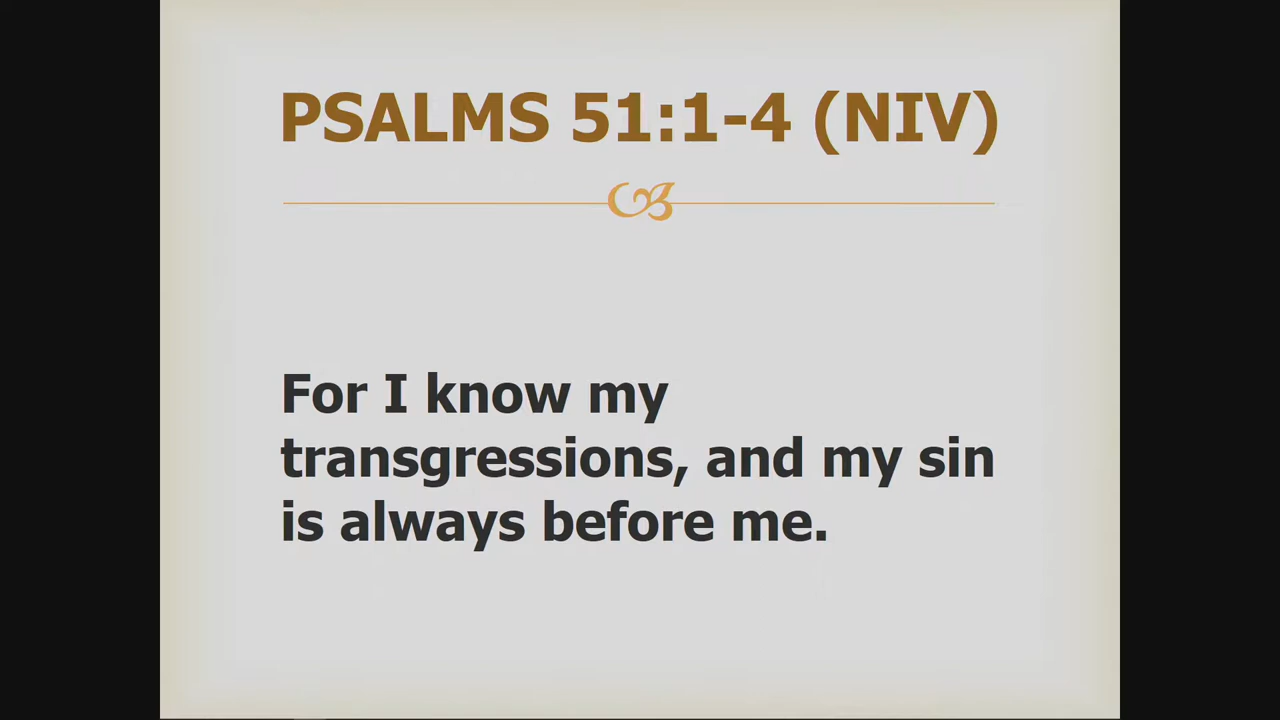 PSALMS 51:1-4 (NIV)
For I know my
transgressions, and my sin
is always before me.